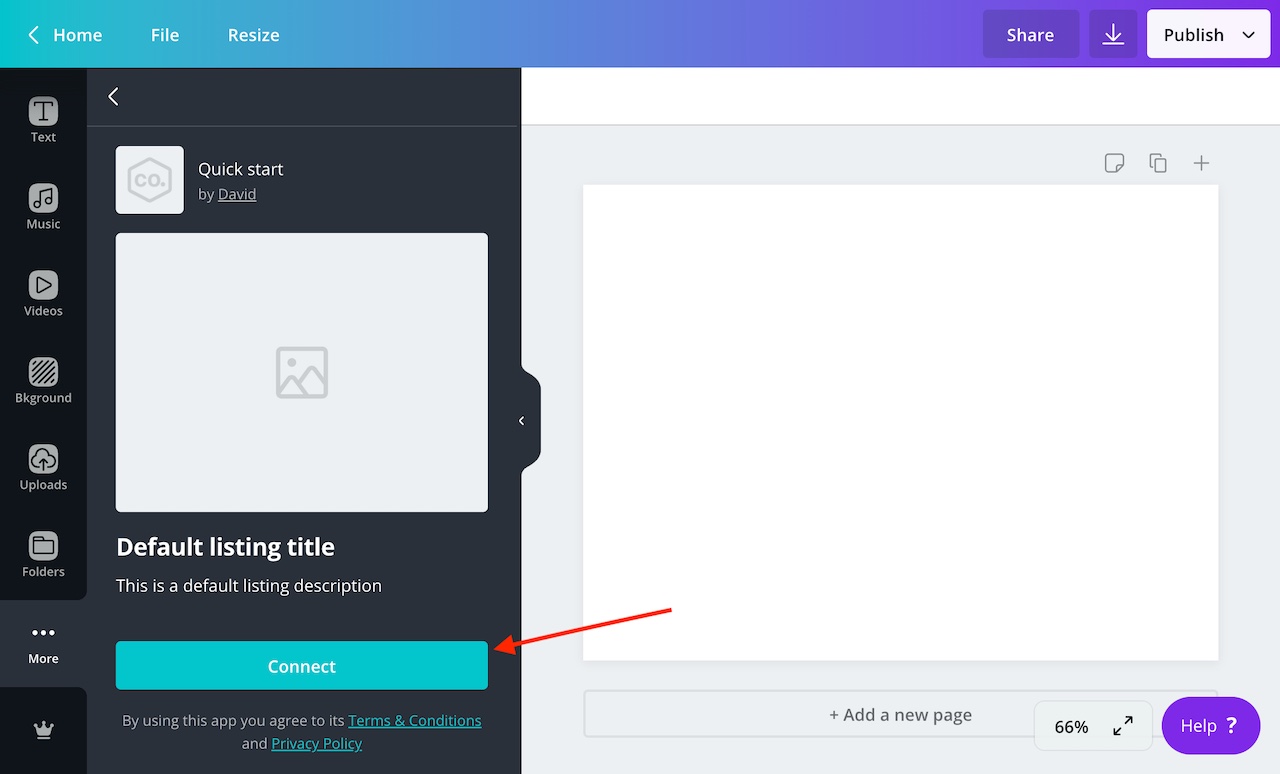 Home
File
Resize
Share
Publish
Text
Music
Videos
Bkground
Uploads
Folders
More
CO.
Quick start
by David
Default listing title
This is a default listing description
Connect
By using this app you agree to its Terms & Conditions
and Privacy Policy
+ Add a new page
66%
Help ?